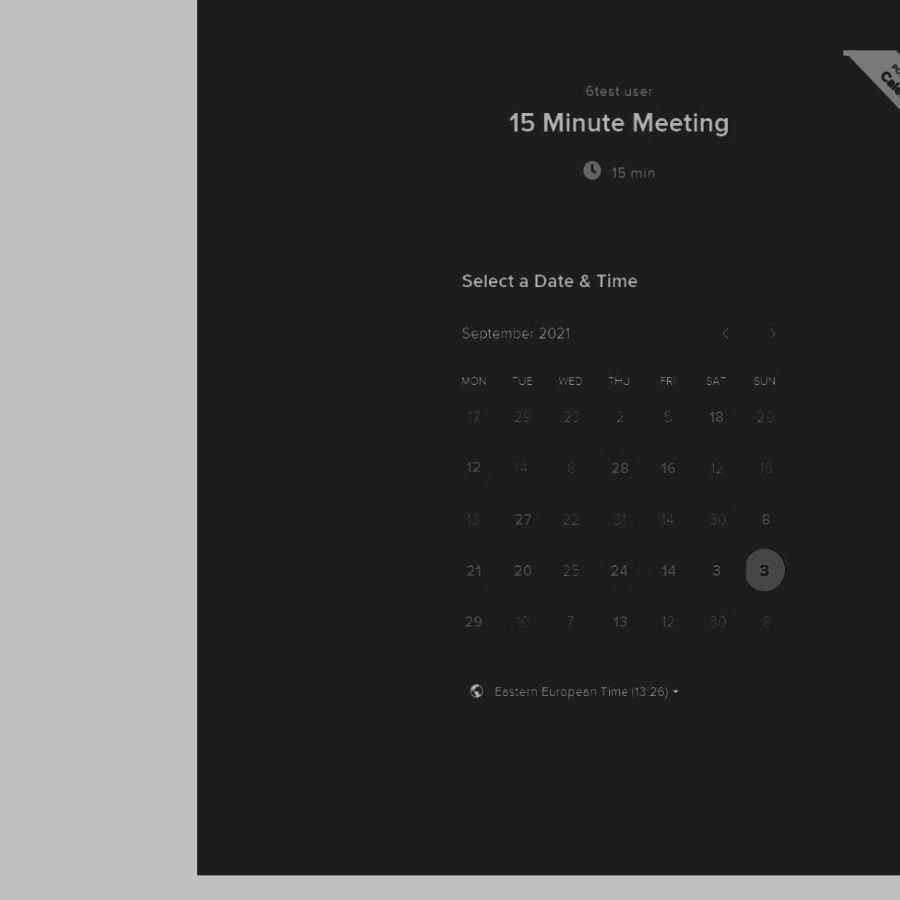 6test user
15 Minute Meeting
15 min
Select a Date & Time
September 2021
MON TUE WED THU FRI SAT SUN
17 29 23 2 5 18 20
12 14 8 28 16 12 15
13 27 22 31 14 30 8
21 20 25 24 14 3 3
29 10 7 13 12 30 8
Eastern European Time (13:26)